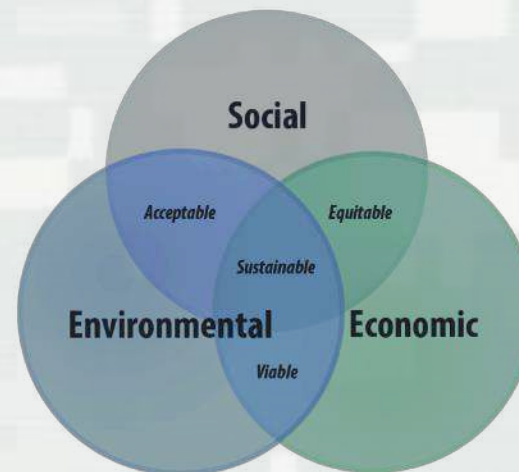 Social
Acceptable
Equitable
Sustainable
Environmental
Economic
Viable